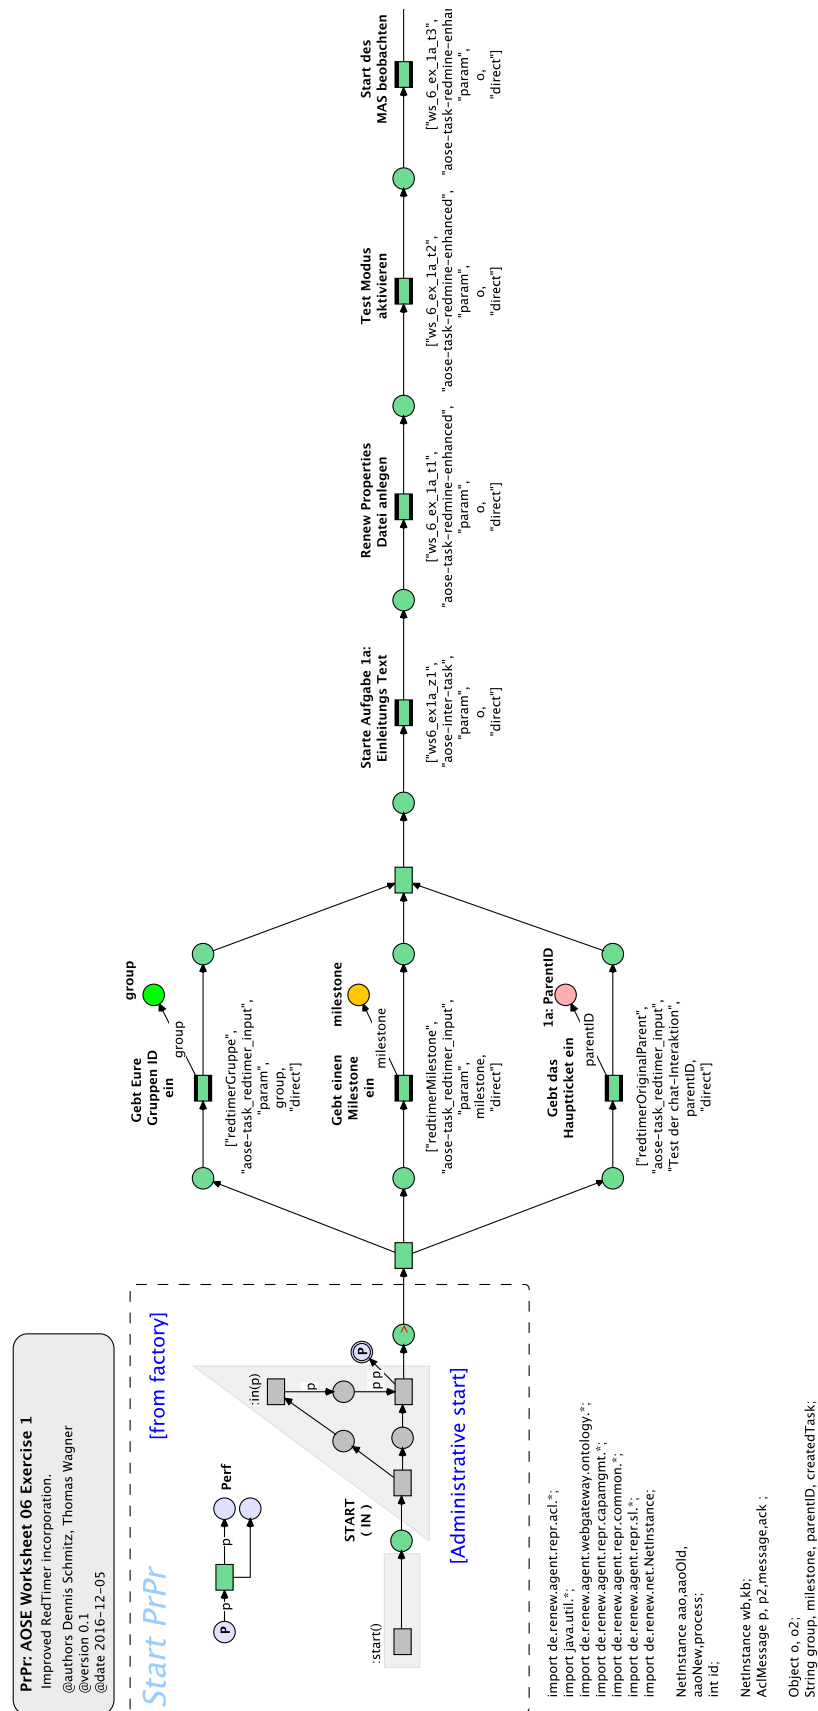 PrPr: AOSE Worksheet 06 Exercise 1
Improved RedTimer incorporation.
@authors Dennis Schmitz, Thomas Wagner
@version 0.1
@date 2016-12-05
Start PrPr
[from factory]
P
p
p
Perf
:start()
START
( IN )
:in(p)
p
p
p
P
>
[Administrative start]
import de.renew.agent.repr.acl.*;
import java.util.*;
import de.renew.agent.webgateway.ontology.*;
import de.renew.agent.repr.capamgmt.*;
import de.renew.agent.repr.common.*;
import de.renew.agent.repr.sl.*;
import de.renew.net.NetInstance;
NetInstance aao,aaoOld,
aaoNew,process;
int id;
NetInstance wb,kb;
AclMessage p, p2,message,ack ;
Object o, o2;
String group, milestone, parentID, createdTask;
Gebt Eure
Gruppen ID
ein
group
group
["redtimerGruppe",
"aose-task_redtimer_input",
"param",
group,
"direct"]
Gebt einen
Milestone
ein
milestone
milestone
["redtimerMilestone",
"aose-task_redtimer_input",
"param",
milestone,
"direct"]
Gebt das
Hauptticket ein
1a: ParentID
parentID
["redtimerOriginalParent",
"aose-task_redtimer_input",
"Test der chat-Interaktion",
parentID,
"direct"]
Starte Aufgabe 1a:
Einleitungs Text
["ws6_ex1a_z1",
"aose-inter-task",
"param",
o,
"direct"]
Renew Properties
Datei anlegen
["ws_6_ex_1a_t1",
"aose-task-redmine-enhanced",
"param",
o,
"direct"]
Test Modus
aktivieren
["ws_6_ex_1a_t2",
"aose-task-redmine-enhanced",
"param",
o,
"direct"]
Start des
MAS beobachten
["ws_6_ex_1a_t3",
"aose-task-redmine-enhan
"param",
o,
"direct"]